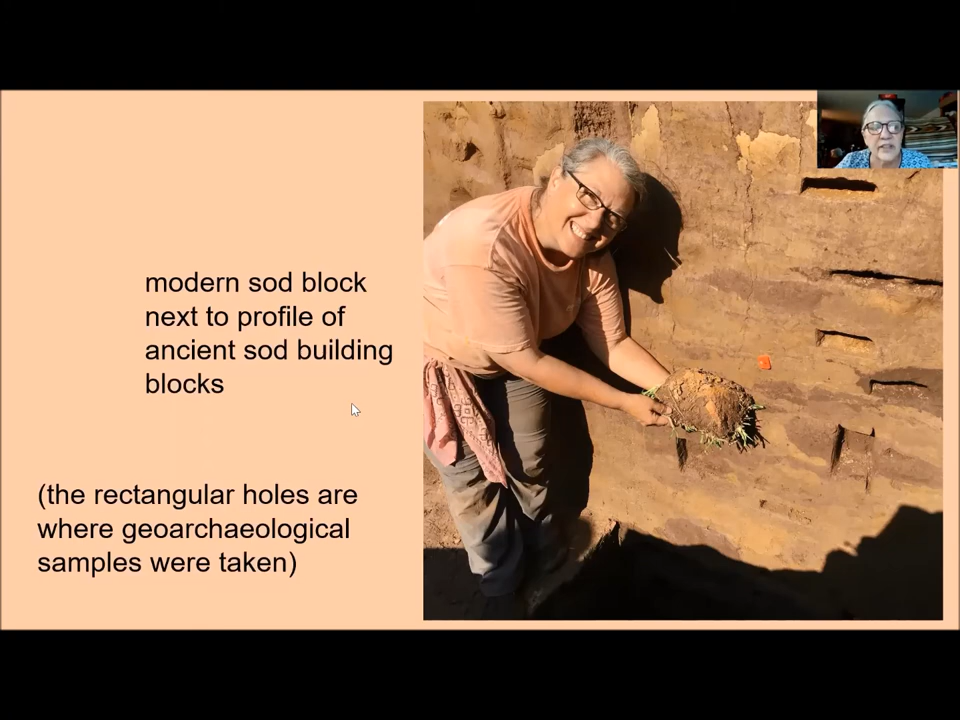 modern sod block
next to profile of
ancient sod building
blocks
(the rectangular holes are
where geoarchaeological
samples were taken)